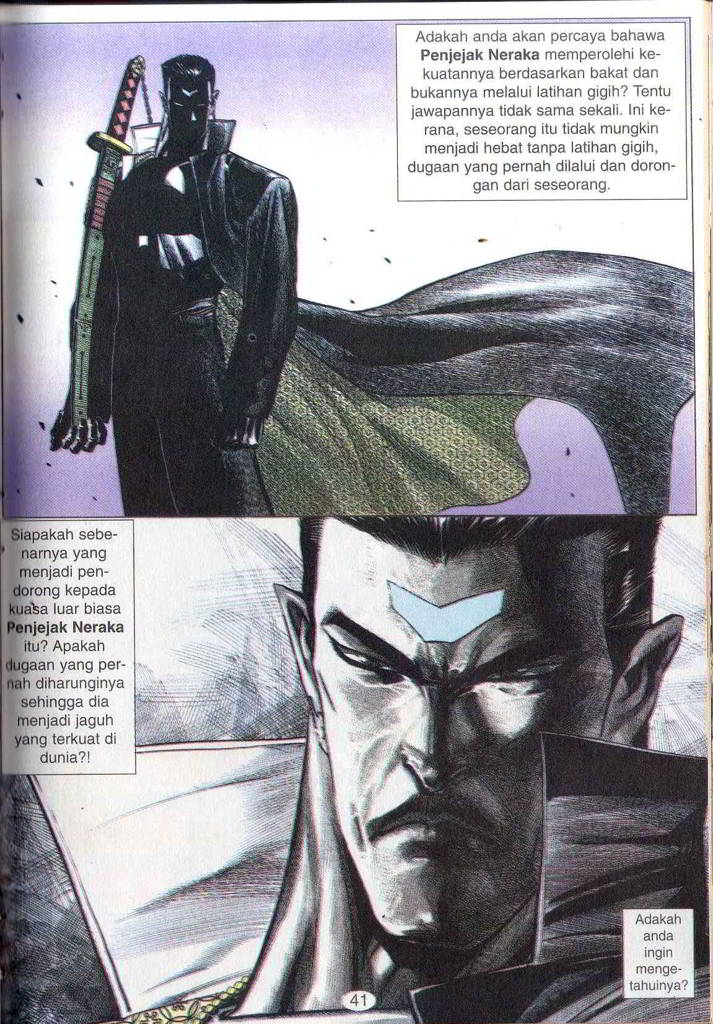 Adakah anda akan percaya bahawa
Penjejak Neraka memperolehi ke-
kuatannya berdasarkan bakat dan
bukannya melalui latihan gigih? Tentu
jawapannya tidak sama sekali. Ini ke-
rana, seseorang itu tidak mungkin
menjadi hebat tanpa latihan gigih,
dugaan yang pernah dilalui dan doron-
gan dari seseorang.
Siapakah sebe-
narnya yang
menjadi pen-
dorong kepada
kuasa luar biasa
Penjejak Neraka
itu? Apakah
dugaan yang per-
nah diharunginya
sehingga dia
menjadi jaguh
yang terkuat di
dunia?!
Adakah
anda
ingin
menge-
tahuinya?
41